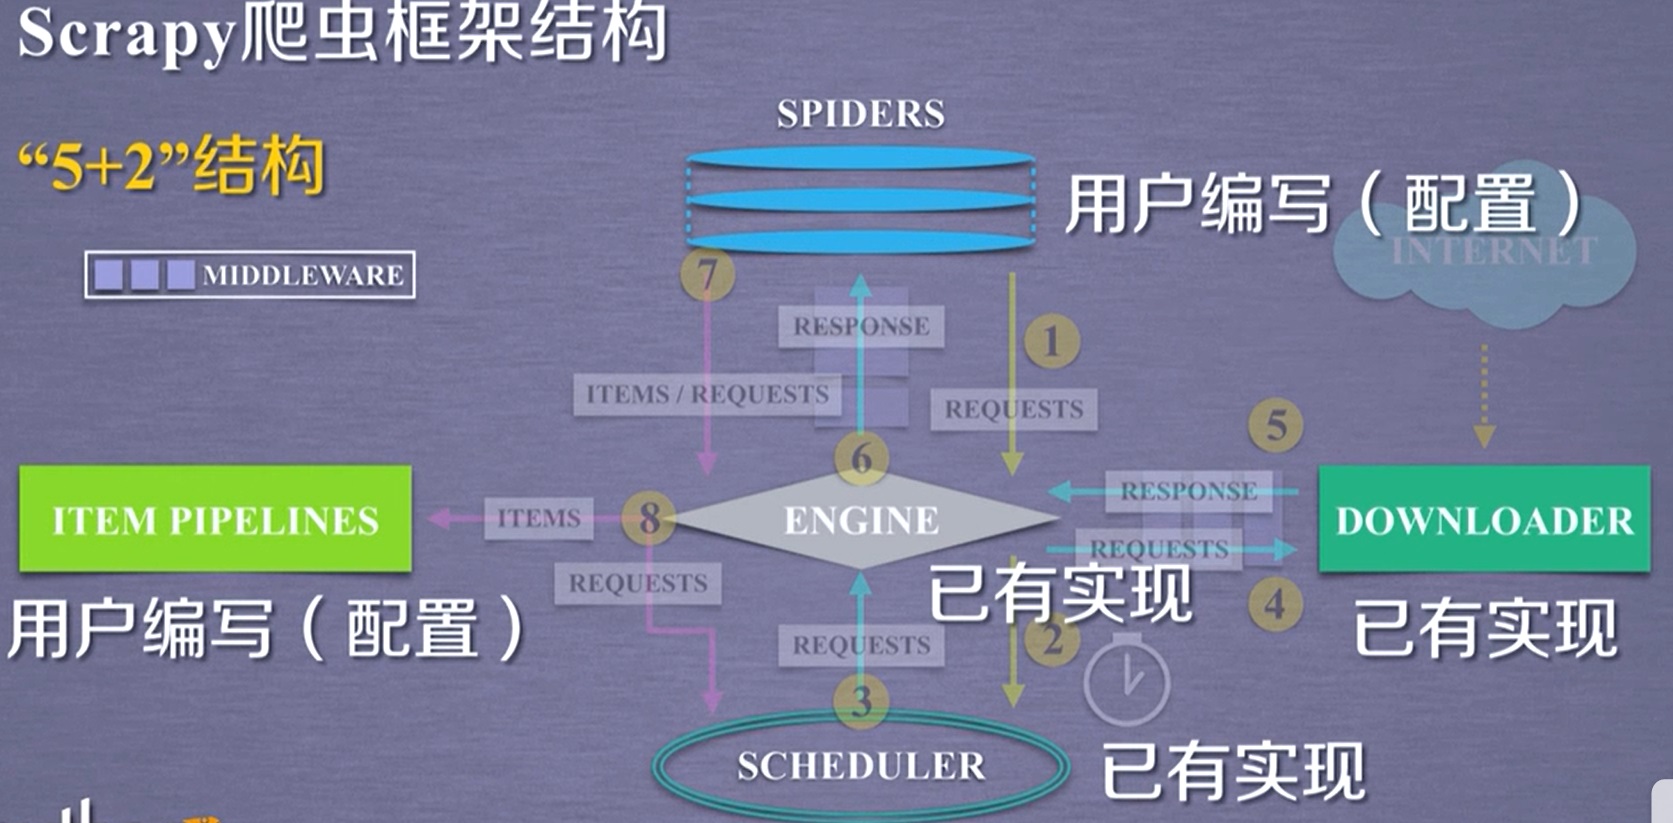 Scrapy爬虫框架结构
“5+2”结构
SPIDERS
用户编写（配置）
INTERNET
MIDDLEWARE
7
RESPONSE
1
ITEMS / REQUESTS
REQUESTS
5
6
ITEM PIPELINES
ITEMS
8
ENGINE
RESPONSE
REQUESTS
DOWNLOADER
用户编写（配置）
REQUESTS
已有实现
4
已有实现
REQUESTS
2
3
SCHEDULER
已有实现